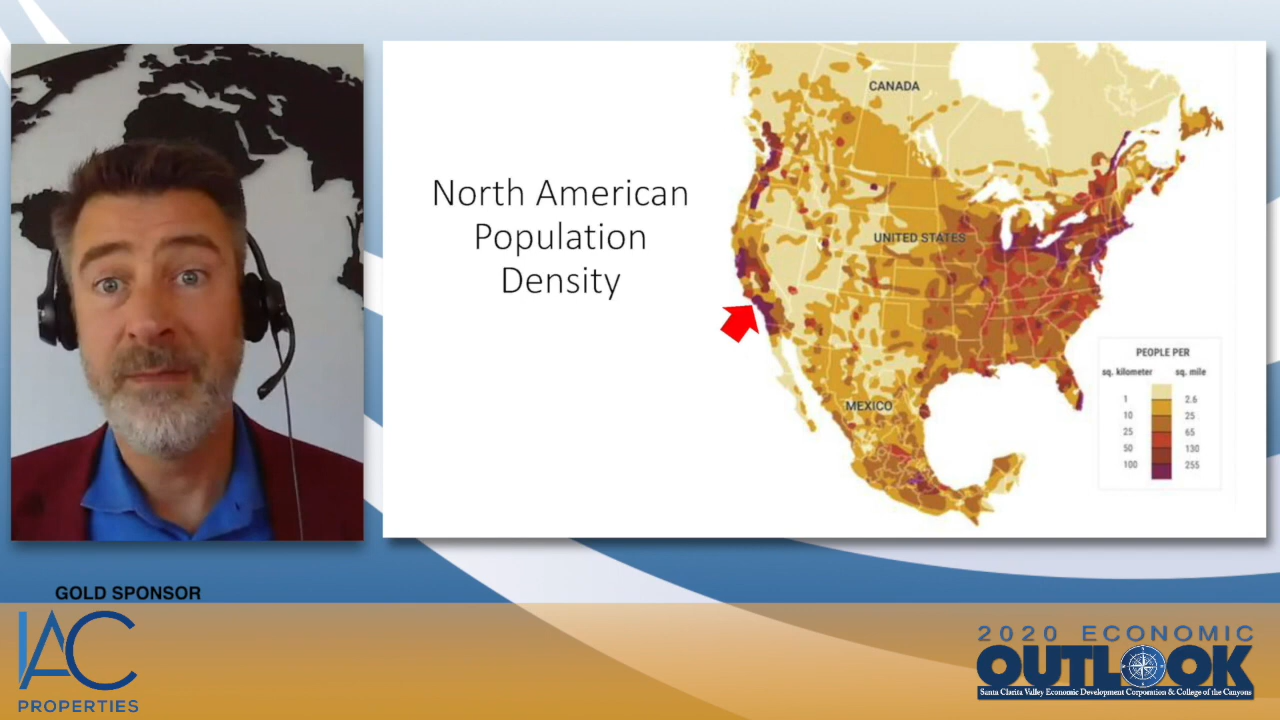 North American
Population
Density
CANADA
UNITED STATES
MEXICO
PEOPLE PER
sq. kilometer sq. mile
1 2.6
10 25
25 65
50 130
100 255
GOLD SPONSOR
IAC
PROPERTIES
2020 ECONOMIC
OUTLOOK
Santa Clarita Valley Economic Development Corporation & College of the Canyons